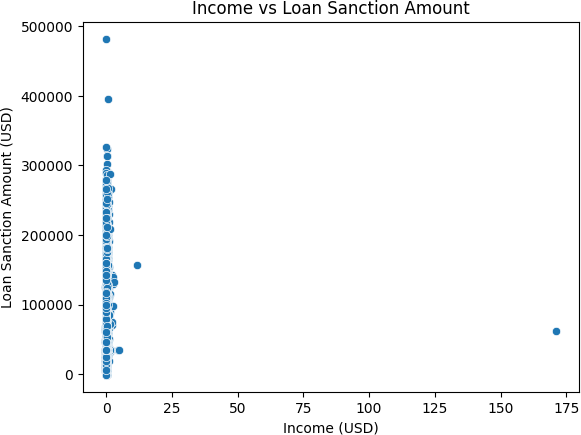 Income vs Loan Sanction Amount
Loan Sanction Amount (USD)
500000
400000
300000
200000
100000
0
0 25 50 75 100 125 150 175
Income (USD)